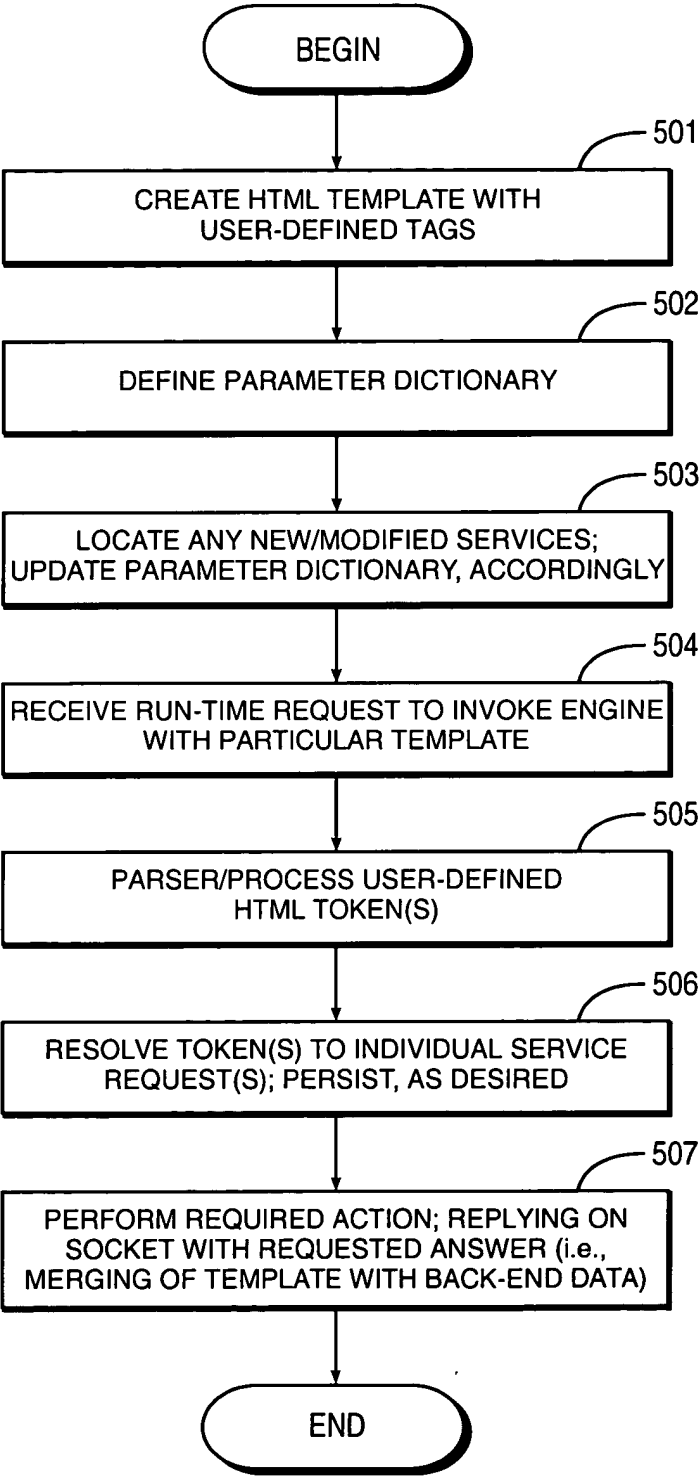 BEGIN
501
CREATE HTML TEMPLATE WITH
USER-DEFINED TAGS
502
DEFINE PARAMETER DICTIONARY
503
LOCATE ANY NEW/MODIFIED SERVICES;
UPDATE PARAMETER DICTIONARY, ACCORDINGLY
504
RECEIVE RUN-TIME REQUEST TO INVOKE ENGINE
WITH PARTICULAR TEMPLATE
505
PARSER/PROCESS USER-DEFINED
HTML TOKEN(S)
506
RESOLVE TOKEN(S) TO INDIVIDUAL SERVICE
REQUEST(S); PERSIST, AS DESIRED
507
PERFORM REQUIRED ACTION; REPLYING ON
SOCKET WITH REQUESTED ANSWER (i.e.,
MERGING OF TEMPLATE WITH BACK-END DATA)
END